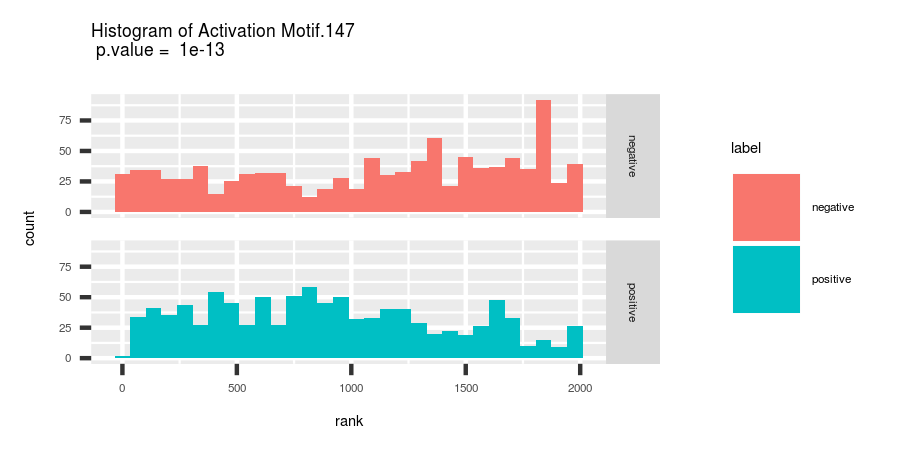 Histogram of Activation Motif.147
p.value = 1e-13
75
50
25
0
negative
75
50
25
0
positive
0
500
1000
1500
2000
rank
count
label
negative
positive